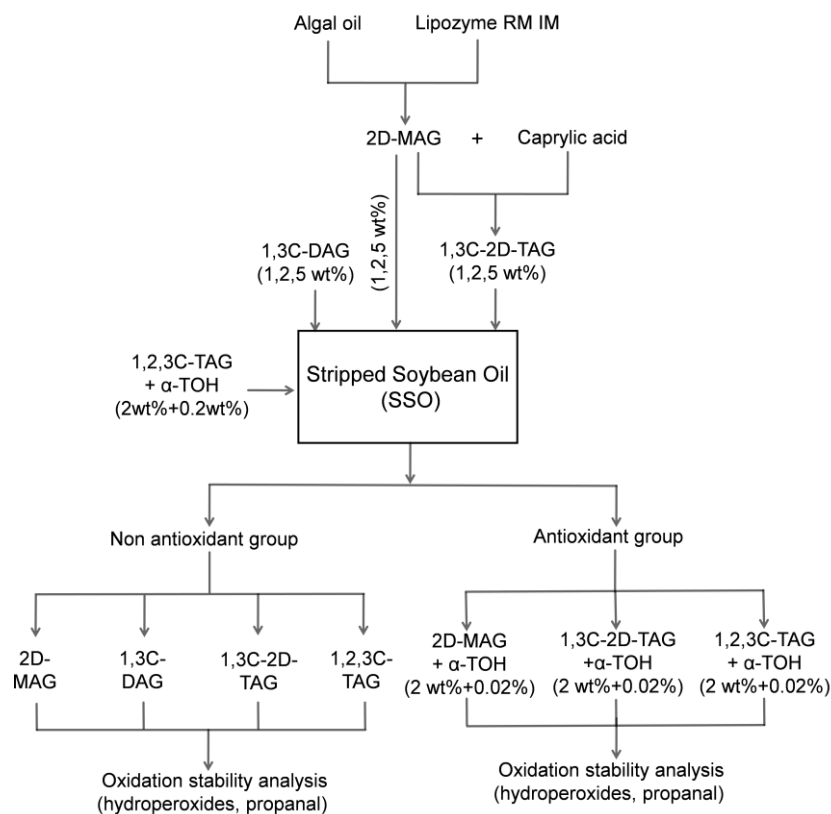 Algal oil
Lipozyme RM IM
2D-MAG + Caprylic acid
(1,2,5 wt%)
1,3C-DAG
(1,2,5 wt%)
1,3C-2D-TAG
(1,2,5 wt%)
1,2,3C-TAG
+ α-TOH
(2wt%+0.2wt%)
Stripped Soybean Oil
(SSO)
Non antioxidant group
Antioxidant group
2D-
MAG
1,3C-
DAG
1,3C-2D-
TAG
1,2,3C-
TAG
2D-MAG
+ α-TOH
(2 wt%+0.02%)
1,3C-2D-TAG
+α-TOH
(2 wt%+0.02%)
1,2,3C-TAG
+ α-TOH
(2 wt%+0.02%)
Oxidation stability analysis
(hydroperoxides, propanal)
Oxidation stability analysis
(hydroperoxides, propanal)